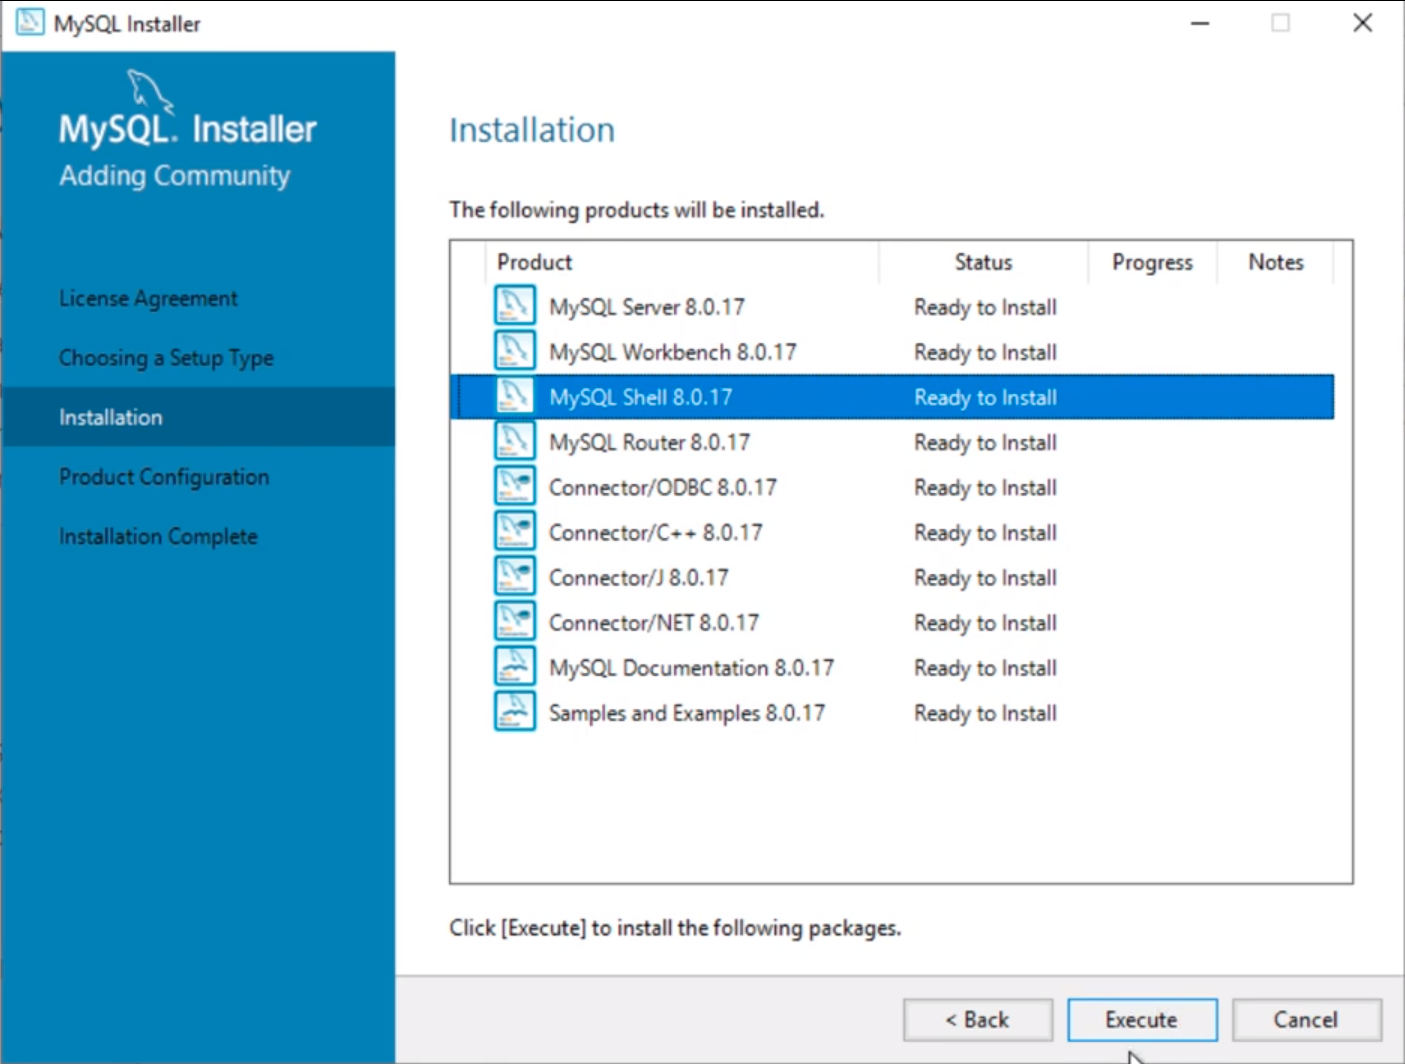 MySQL Installer
MySQL. Installer
Adding Community
License Agreement
Choosing a Setup Type
Installation
Product Configuration
Installation Complete
Installation
The following products will be installed.
Product Status Progress Notes
MySQL Server 8.0.17 Ready to Install
MySQL Workbench 8.0.17 Ready to Install
MySQL Shell 8.0.17 Ready to Install
MySQL Router 8.0.17 Ready to Install
Connector/ODBC 8.0.17 Ready to Install
Connector/C++ 8.0.17 Ready to Install
Connector/J 8.0.17 Ready to Install
Connector/NET 8.0.17 Ready to Install
MySQL Documentation 8.0.17 Ready to Install
Samples and Examples 8.0.17 Ready to Install
Click [Execute] to install the following packages.
< Back Execute Cancel